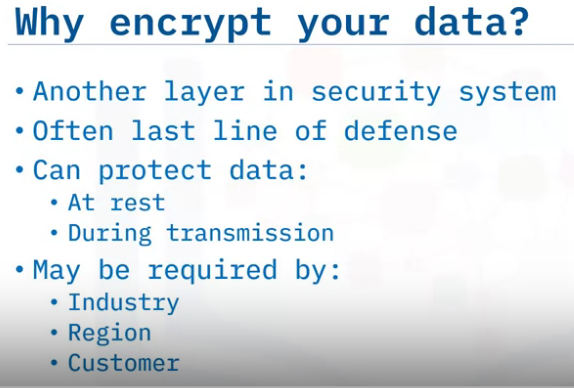 Why encrypt your data?
• Another layer in security system
• Often last line of defense
• Can protect data:
• At rest
• During transmission
• May be required by:
• Industry
• Region
• Customer